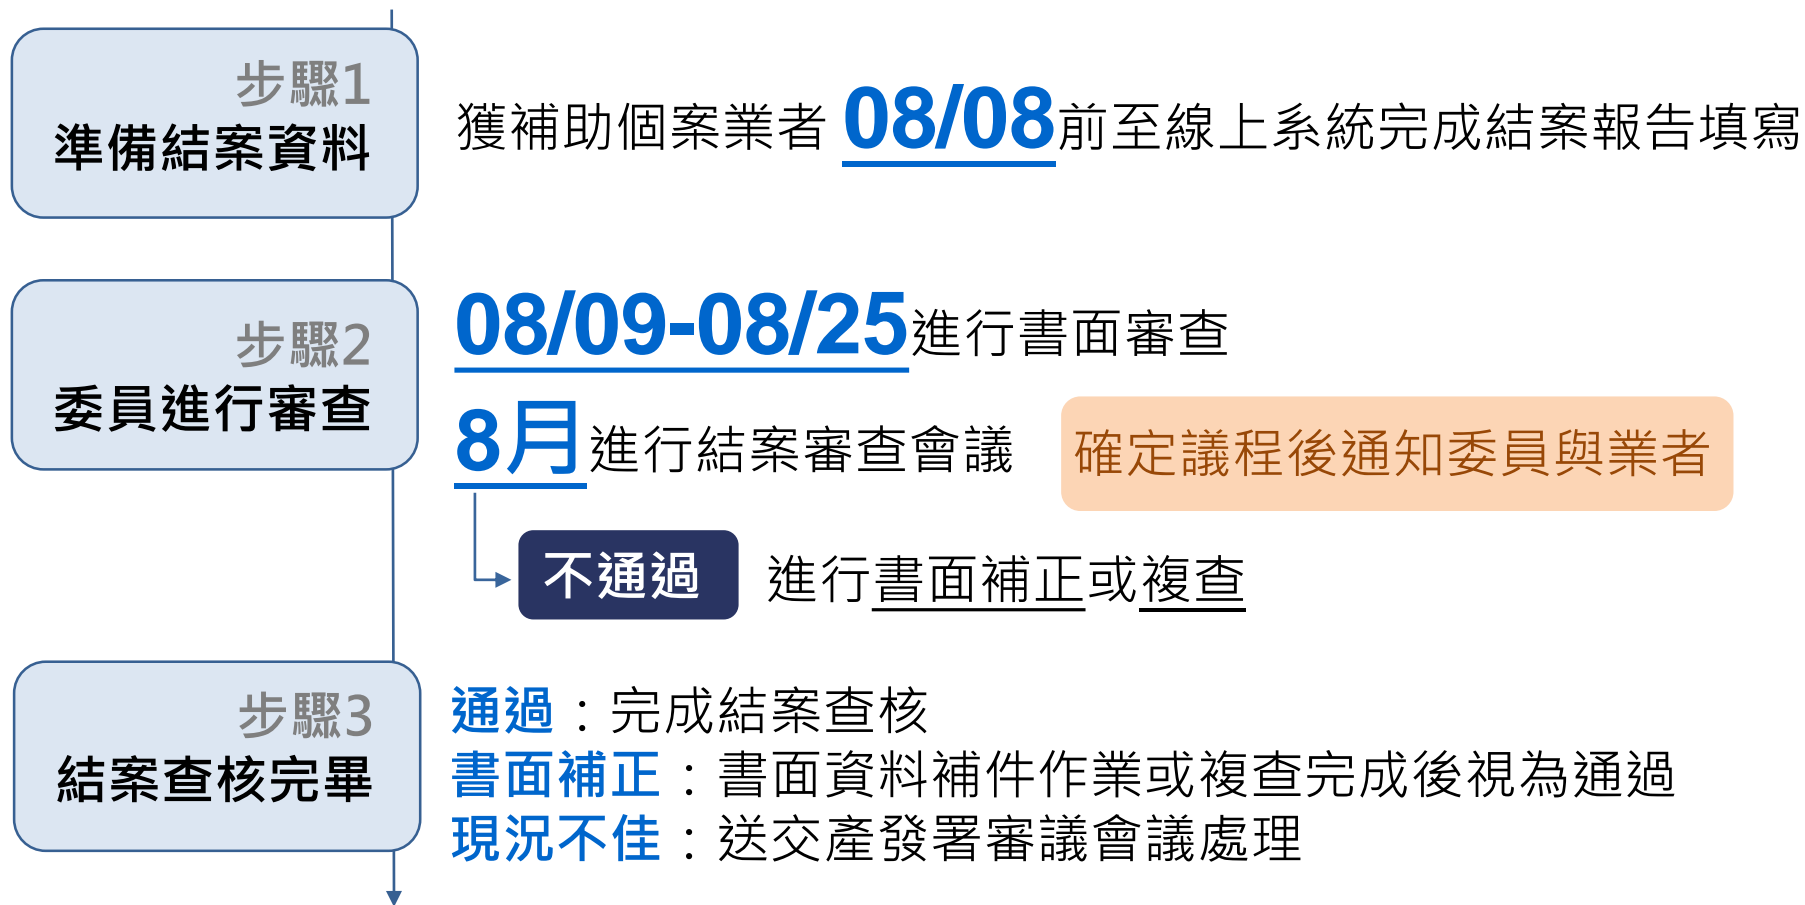 步驟1
準備結案資料
獲補助個案業者 08/08前至線上系統完成結案報告填寫
步驟2
委員進行審查
08/09-08/25進行書面審查
8月進行結案審查會議
確定議程後通知委員與業者
不通過
進行書面補正或複查
步驟3
結案查核完畢
通過：完成結案查核
書面補正：書面資料補件作業或複查完成後視為通過
現況不佳：送交產發署審議會議處理